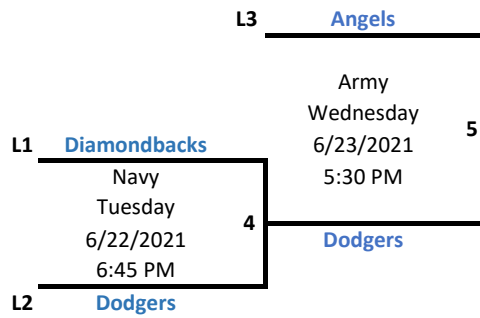 L3 Angels
Army
Wednesday
6/23/2021
5:30 PM
5
L1 Diamondbacks
Navy
Tuesday
6/22/2021
6:45 PM
4
Dodgers
L2 Dodgers